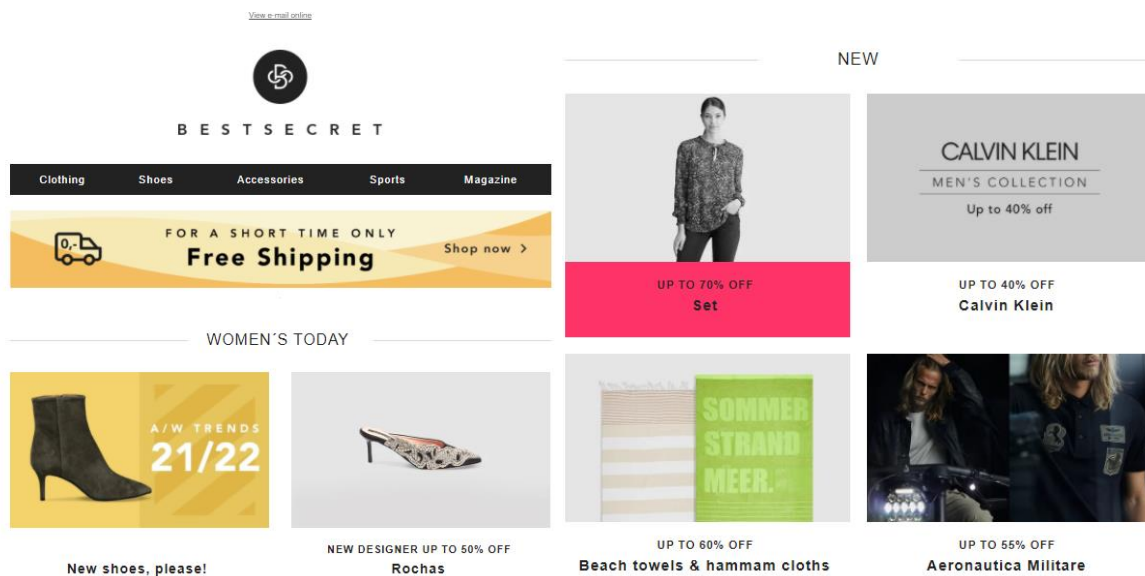 View e-mail online
BESTSECRET
Clothing Shoes Accessories Sports Magazine
0,-
FOR A SHORT TIME ONLY
Free Shipping
Shop now >
WOMEN´S TODAY
A/W TRENDS
21/22
New shoes, please!
NEW DESIGNER UP TO 50% OFF
Rochas
NEW
UP TO 70% OFF
Set
CALVIN KLEIN
MEN'S COLLECTION
Up to 40% off
UP TO 40% OFF
Calvin Klein
SOMMER
STRAND
MEER.
UP TO 60% OFF
Beach towels & hammam cloths
UP TO 55% OFF
Aeronautica Militare